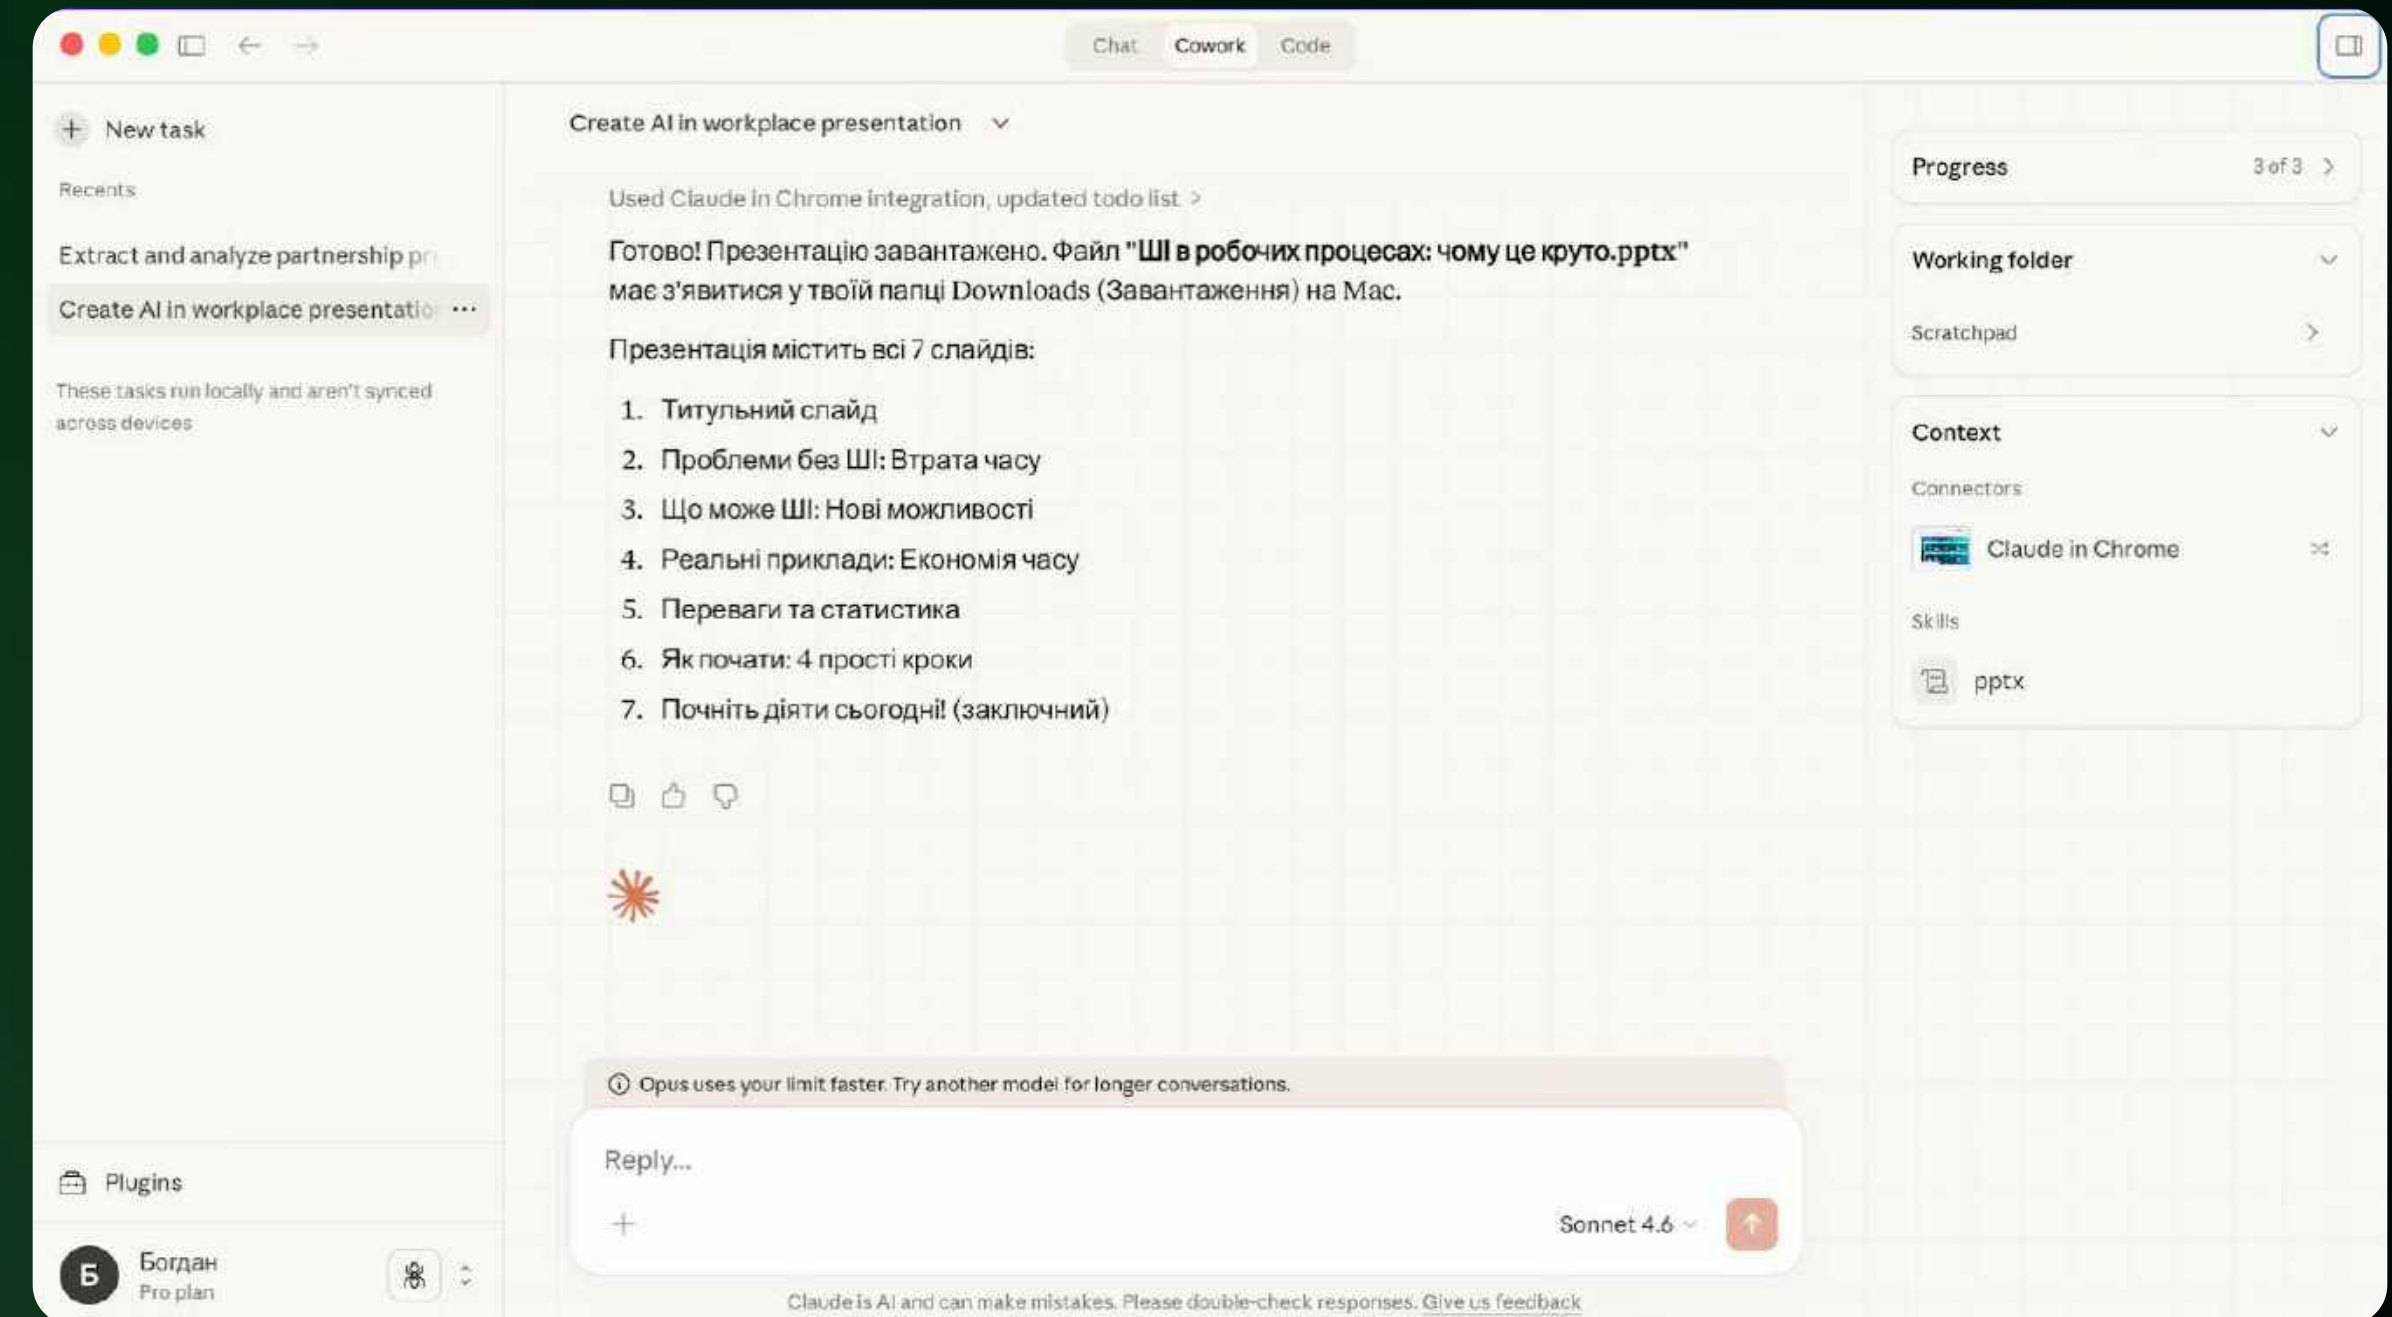 Chat Cowork Code
New task
Recents
Extract and analyze partnership
Create AI in workplace presentatio ...
These tasks run locally and aren't synced
across devices
Plugins
Б
Богдан
Pro plan
Create AI in workplace presentation
Used Claude in Chrome integration, updated todo list >
Готово! Презентацію завантажено. Файл "ШІ в робочих процесах: чому це круто.pptx"
має з'явитися у твоїй папці Downloads (Завантаження) на Mac.
Презентація містить всі 7 слайдів:
1. Титульний слайд
2. Проблеми без ШІ: Втрата часу
3. Що може ШІ: Нові можливості
4. Реальні приклади: Економія часу
5. Переваги та статистика
6. Як почати: 4 прості кроки
7. Почніть діяти сьогодні! (заключний)
Opus uses your limit faster. Try another model for longer conversations.
Reply...
Sonnet 4.6
Claude is AI and can make mistakes. Please double-check responses. Give us feedback
Progress 3 of 3
Working folder
Scratchpad
Context
Connectors
Claude in Chrome
Skills
pptx